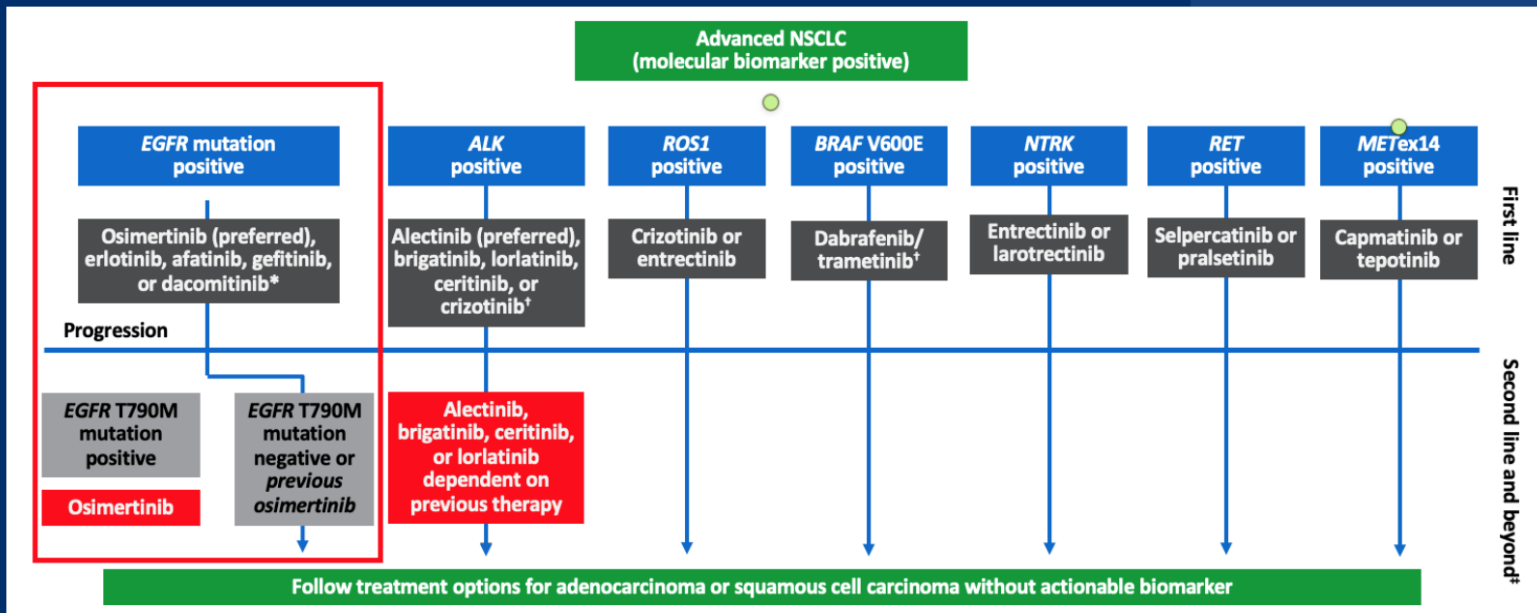 Advanced NSCLC
(molecular biomarker positive)
EGFR mutation
positive
ALK
positive
ROS1
positive
BRAF V600E
positive
NTRK
positive
RET
positive
METex14
positive
First line
Osimertinib (preferred),
erlotinib, afatinib, gefitinib,
or dacomitinib*
Alectinib (preferred),
brigatinib, lorlatinib,
ceritinib, or
crizotinib†
Crizotinib or
entrectinib
Dabrafenib/
trametinib†
Entrectinib or
larotrectinib
Selpercatinib or
pralsetinib
Capmatinib or
tepotinib
Progression
Second line and beyond‡
EGFR T790M
mutation
positive
Osimertinib
EGFR T790M
mutation
negative or
previous
osimertinib
Alectinib,
brigatinib, ceritinib,
or lorlatinib
dependent on
previous therapy
Follow treatment options for adenocarcinoma or squamous cell carcinoma without actionable biomarker